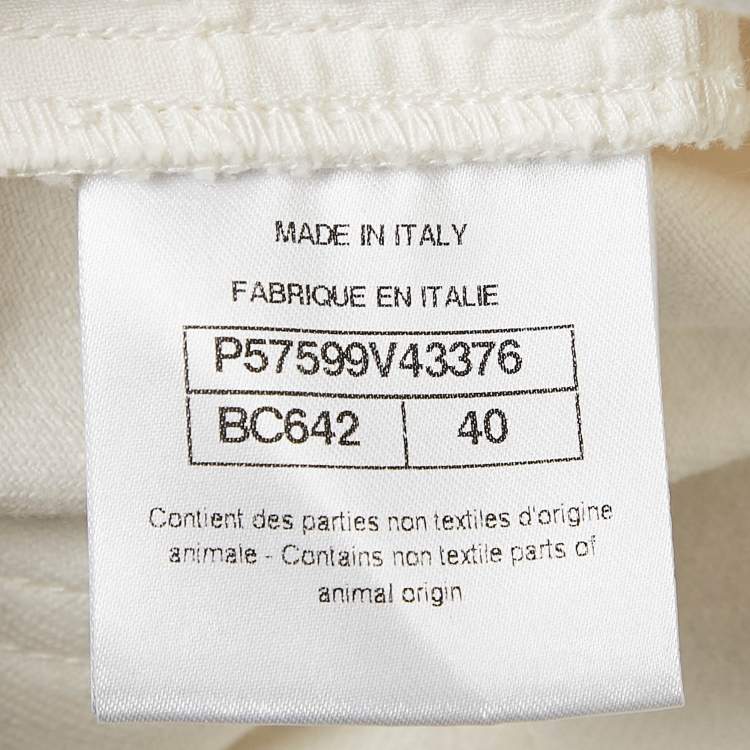 MADE IN ITALY
FABRIQUE EN ITALIE
P57599V43376
BC642 40
Contient des parties non textiles d'origine
animale - Contains non textile parts of
animal origin